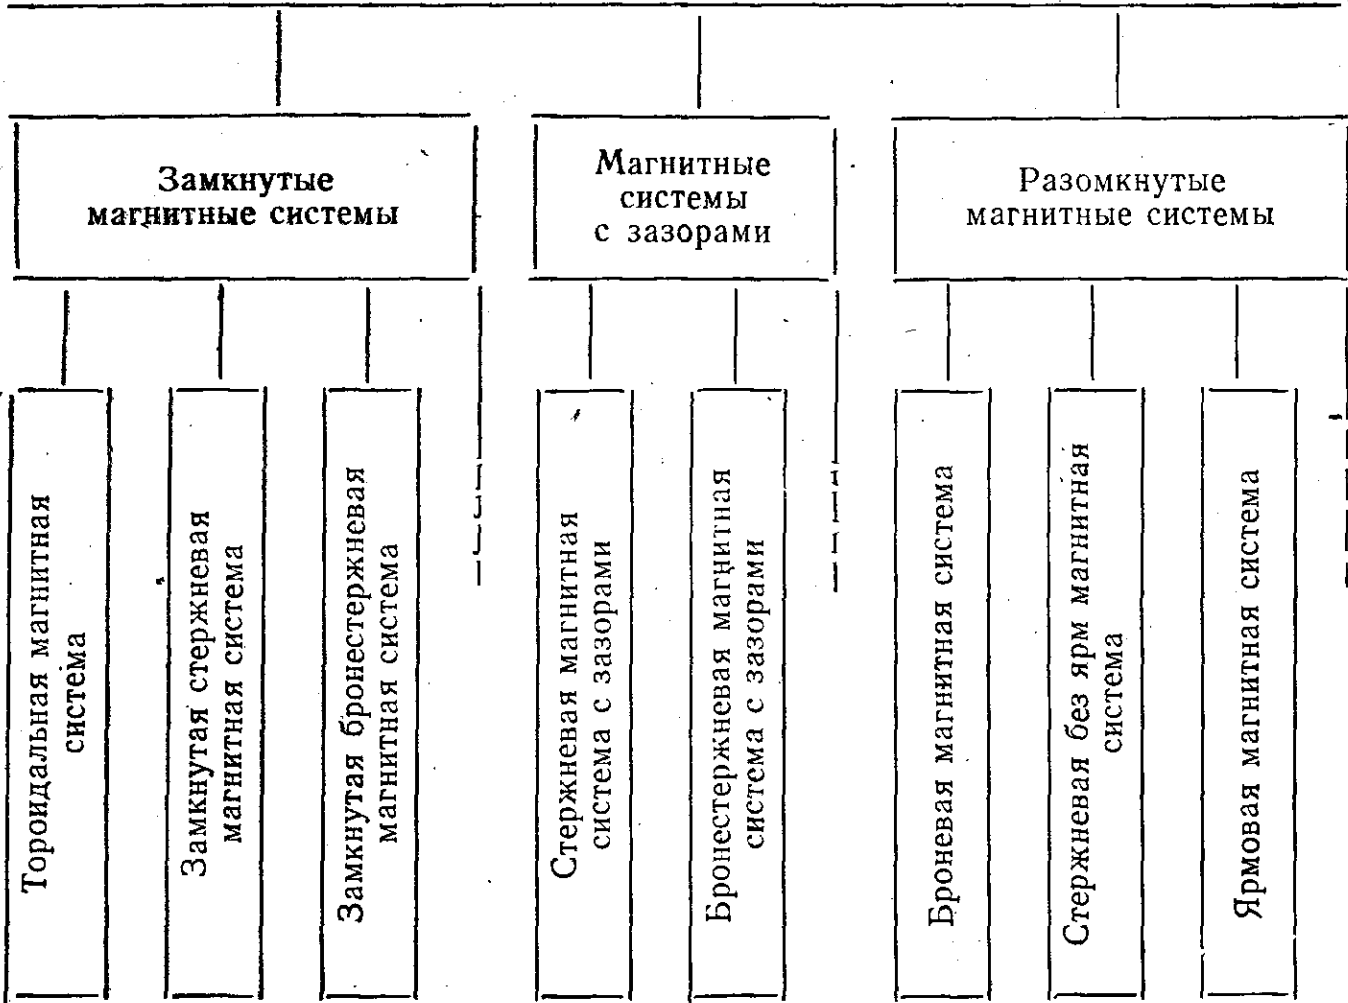 Замкнутые
магнитные системы
Магнитные
системы
с зазорами
Разомкнутые
магнитные системы
Тороидальная магнитная
система
Замкнутая стержневая
магнитная система
Замкнутая бронестержневая
магнитная система
Стержневая магнитная
система с зазорами
Бронестержневая магнитная
система с зазорами
Броневая магнитная система
Стержневая без ярм магнитная
система
Ярмовая магнитная система